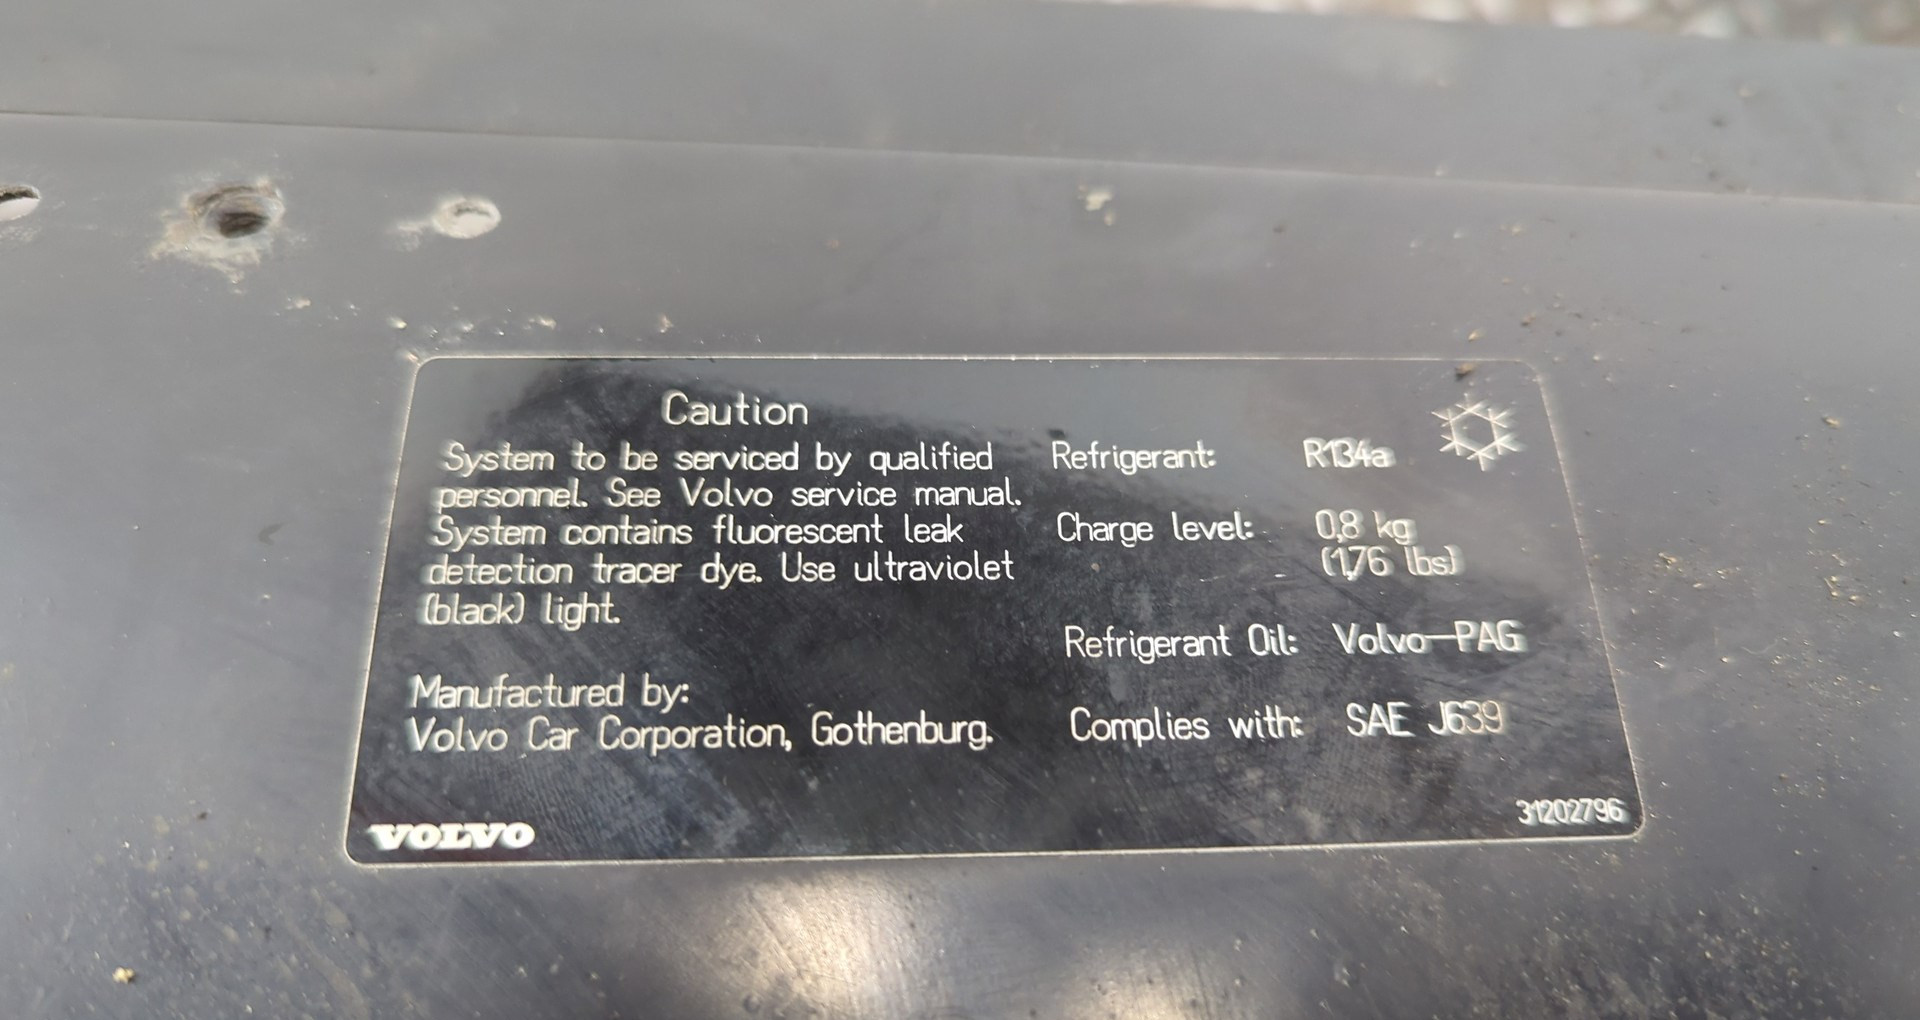 Caution
System to be serviced by qualified
personnel. See Volvo service manual.
System contains fluorescent leak
detection tracer dye. Use ultraviolet
(black) light.
Manufactured by:
Volvo Car Corporation, Gothenburg.
VOLVO
Refrigerant: R134a
Charge level: 0,8 kg
(1,76 lbs)
Refrigerant Oil: Volvo-PAG
Complies with: SAE J639
31202796